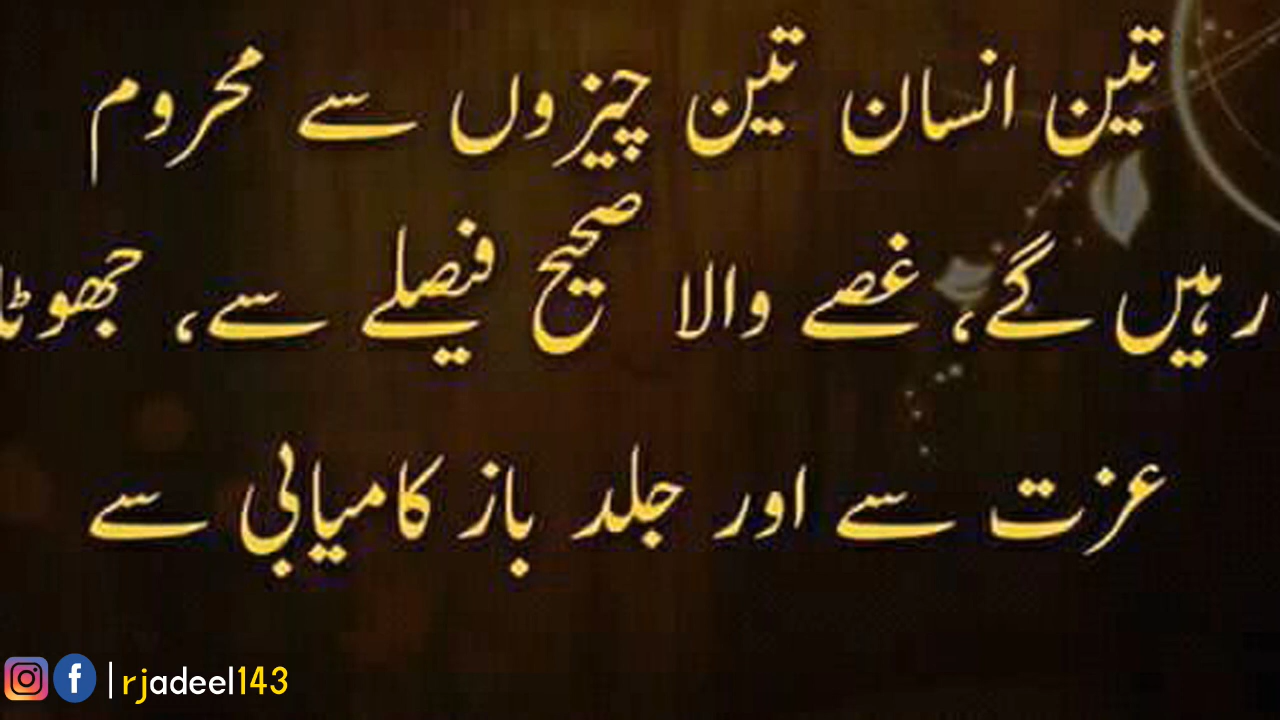 تین انسان تین چیزوں سے محروم
رہیں گے، غصے والا صحیح فیصلے سے، جھوٹا
عزت سے اور جلد باز کامیابی سے
|rjadeel143